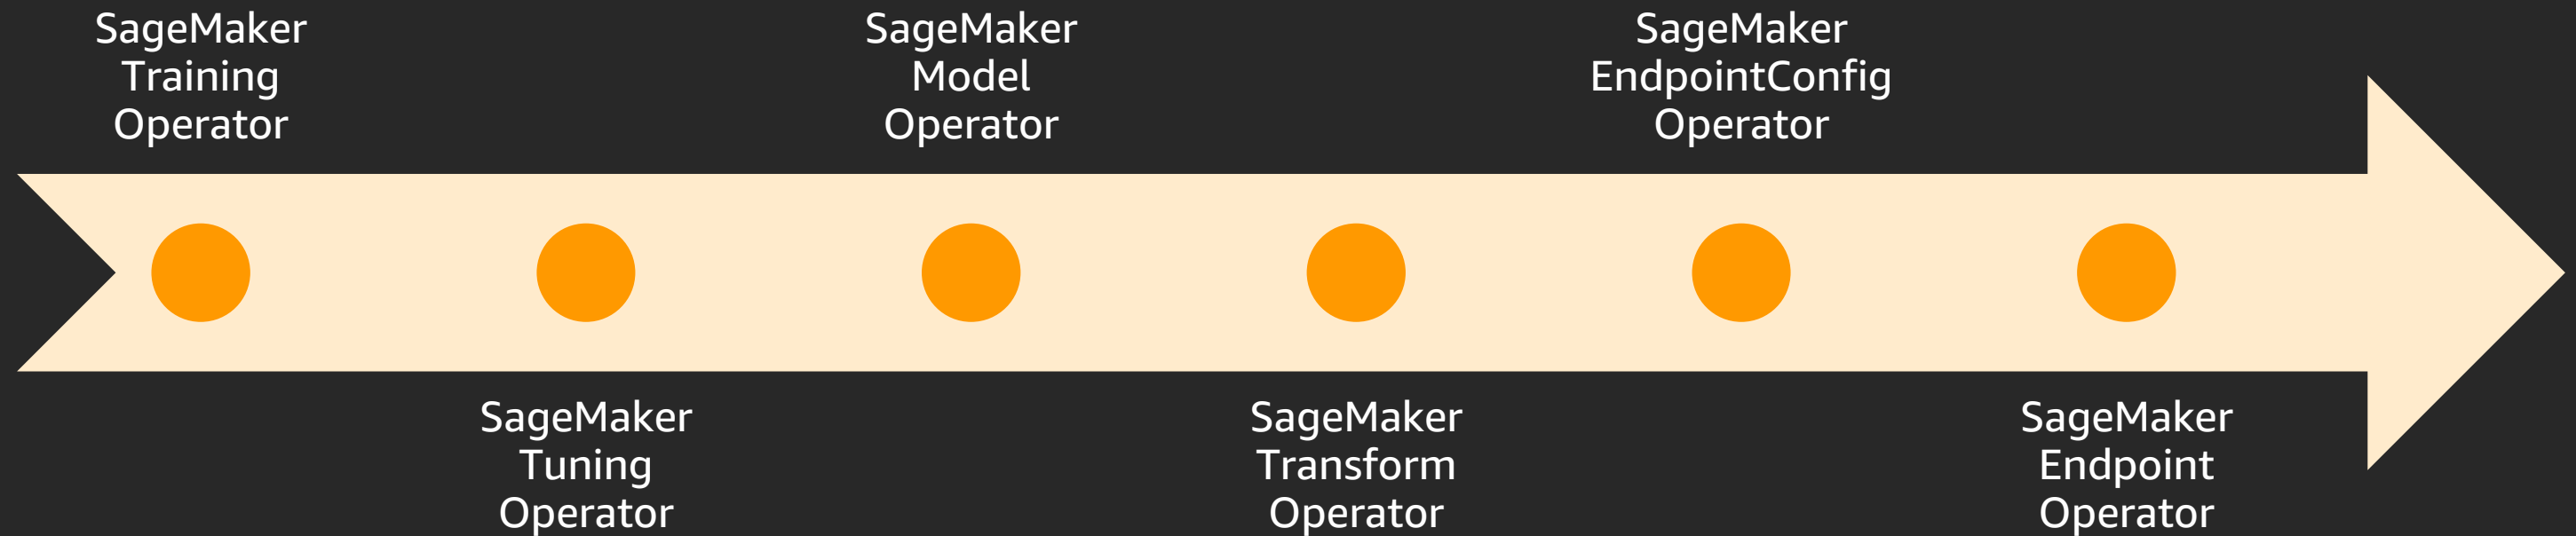 SageMaker
Training
Operator
SageMaker
Tuning
Operator
SageMaker
Model
Operator
SageMaker
Transform
Operator
SageMaker
EndpointConfig
Operator
SageMaker
Endpoint
Operator